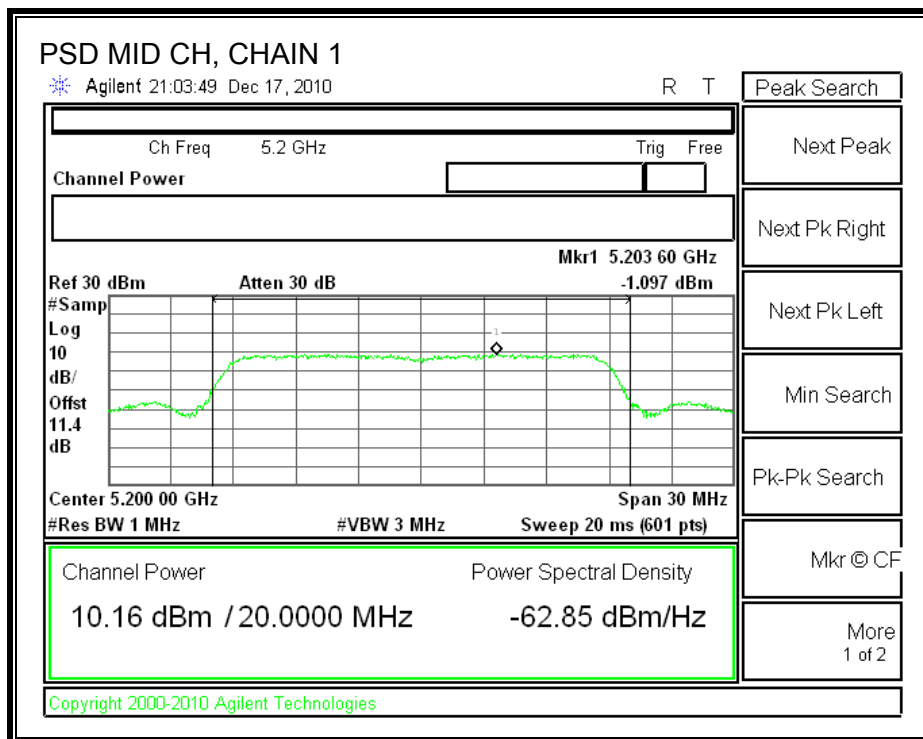 PSD MID CH, CHAIN 1
Agilent 21:03:49 Dec 17, 2010 R T
Peak Search
Ch Freq 5.2 GHz Trig Free
Channel Power
Next Peak
Next Pk Right
Mkr1 5.203 60 GHz
Ref 30 dBm Atten 30 dB -1.097 dBm
#Samp
Log
10
dB/
Offst
11.4
dB
1
Next Pk Left
Min Search
Pk-Pk Search
Center 5.200 00 GHz Span 30 MHz
#Res BW 1 MHz #VBW 3 MHz Sweep 20 ms (601 pts)
Mkr © CF
Channel Power Power Spectral Density
10.16 dBm / 20.0000 MHz -62.85 dBm/Hz
More
1 of 2
Copyright 2000-2010 Agilent Technologies